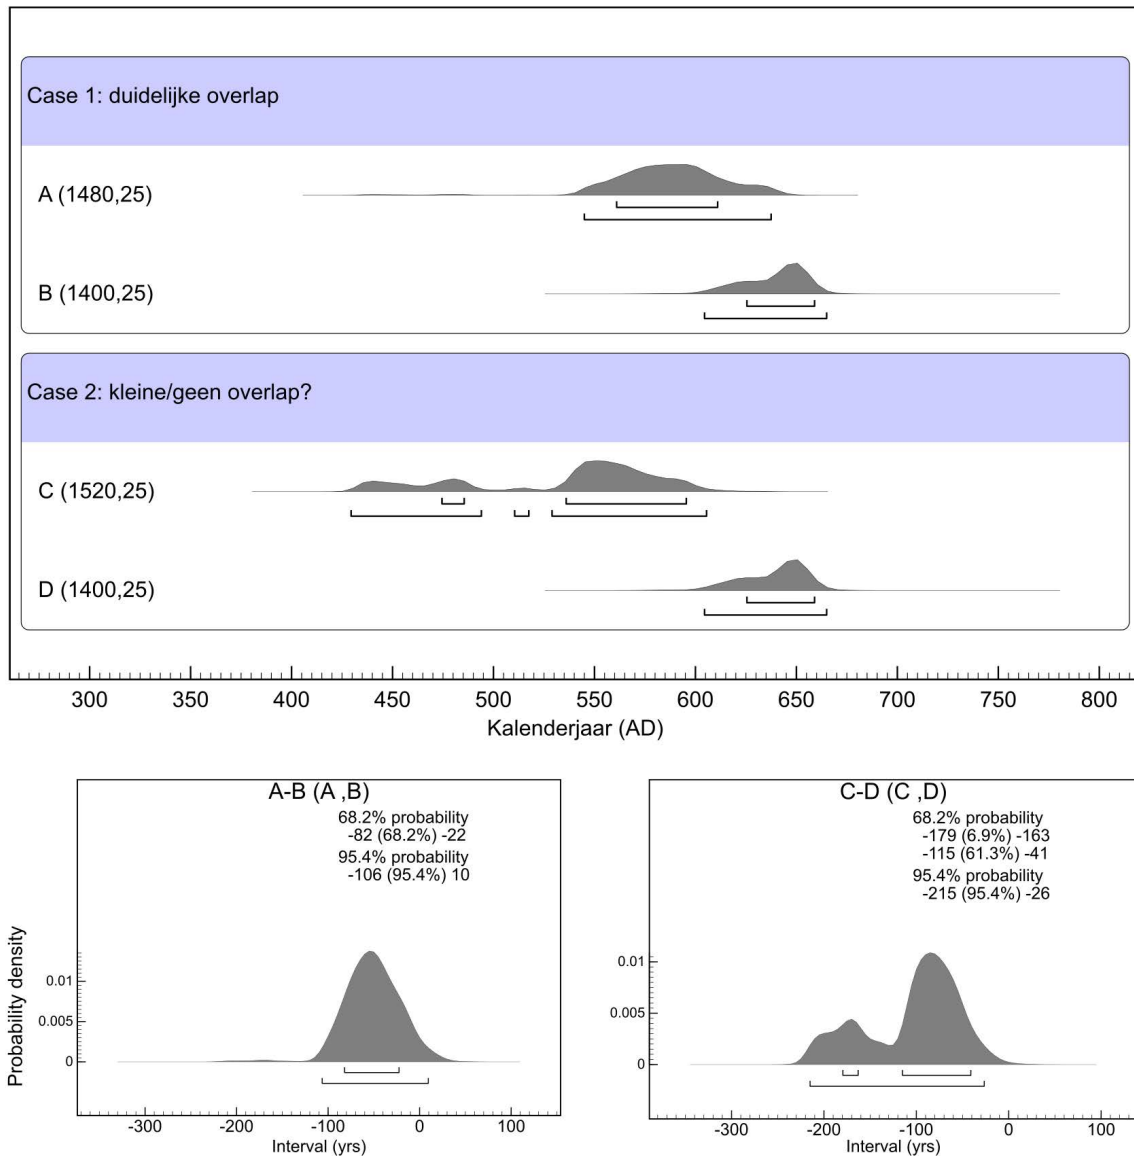 Case 1: duidelijke overlap
A (1480,25)
B (1400,25)
Case 2: kleine/geen overlap?
C (1520,25)
D (1400,25)
300 350 400 450 500 550 600 650 700 750 800
Kalenderjaar (AD)
A-B (A ,B)
68.2% probability
-82 (68.2%) -22
95.4% probability
-106 (95.4%) 10
Probability density
0.01
0.005
0
-300 -200 -100 0 100
Interval (yrs)
C-D (C ,D)
68.2% probability
-179 (6.9%) -163
-115 (61.3%) -41
95.4% probability
-215 (95.4%) -26
0.01
0.005
0
-300 -200 -100 0 100
Interval (yrs)